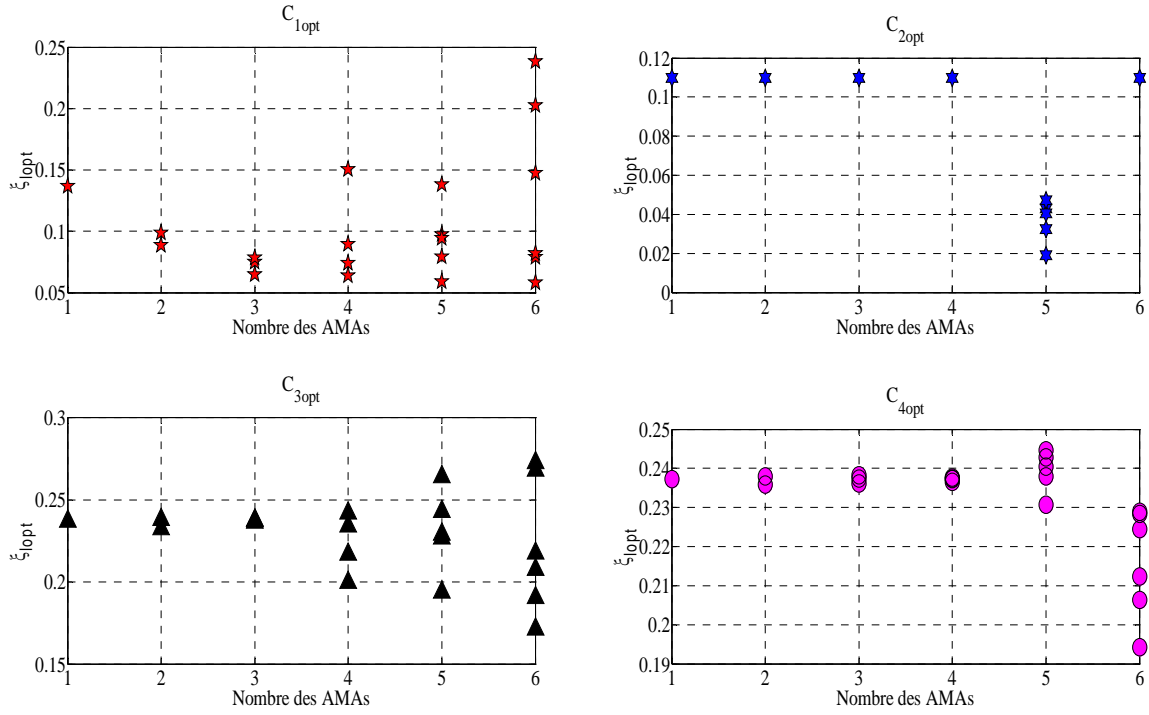 C1opt
0.25
0.2
0.15
0.1
0.05
ξIopt
1 2 3 4 5 6
Nombre des AMAs
C2opt
0.12
0.1
0.08
0.06
0.04
0.02
0
ξIopt
1 2 3 4 5 6
Nombre des AMAs
C3opt
0.3
0.25
0.2
0.15
ξIopt
1 2 3 4 5 6
Nombre des AMAs
C4opt
0.25
0.24
0.23
0.22
0.21
0.2
0.19
ξIopt
1 2 3 4 5 6
Nombre des AMAs